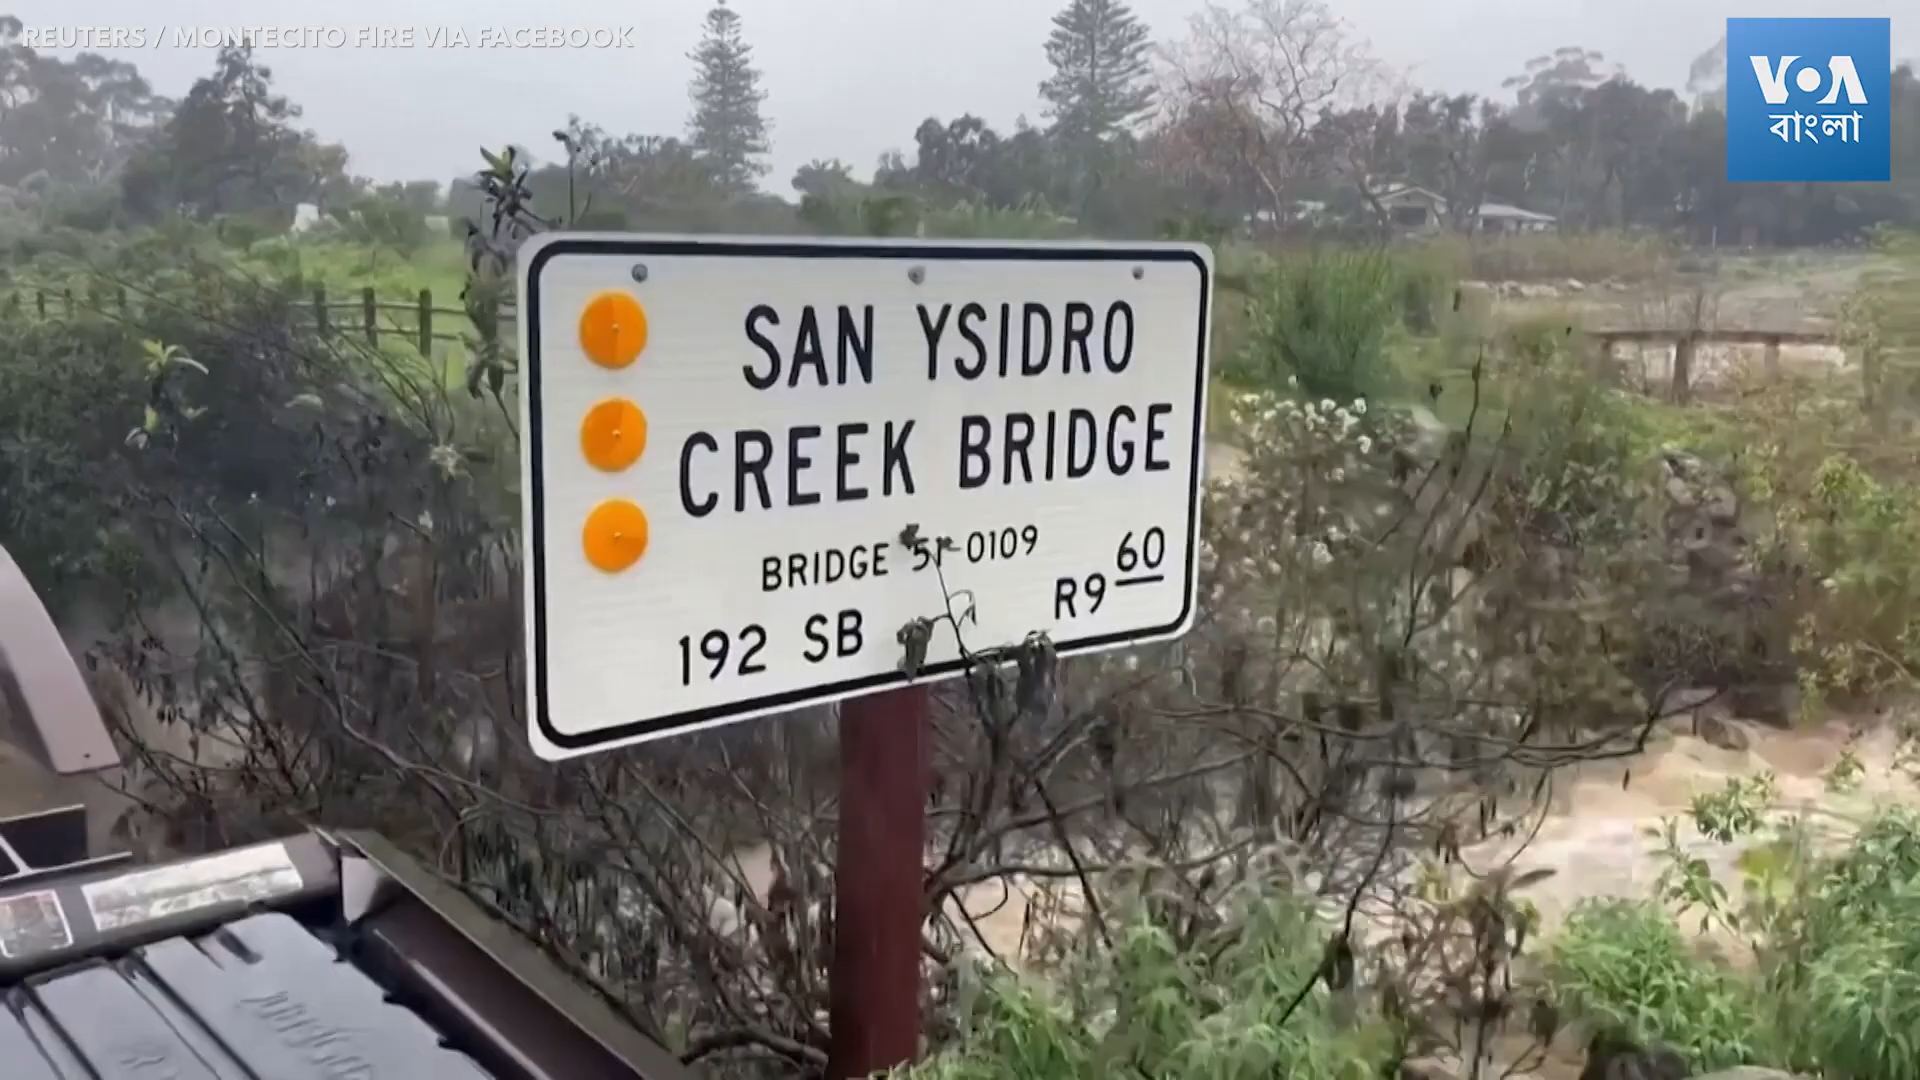 REUTERS / MONTECITO FIRE VIA FACEBOOK
VOA
বাংলা
SAN YSIDRO
CREEK BRIDGE
BRIDGE 51-0109
192 SB R9 60